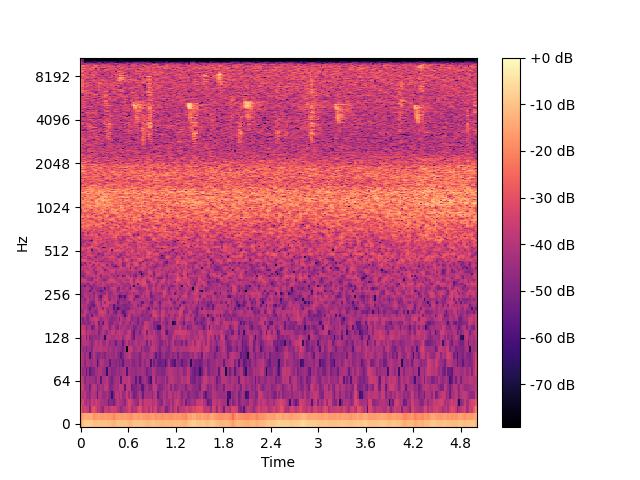 8192
4096
2048
1024
512
256
128
64
0
Hz
0 0.6 1.2 1.8 2.4 3 3.6 4.2 4.8
Time
+0 dB
-10 dB
-20 dB
-30 dB
-40 dB
-50 dB
-60 dB
-70 dB